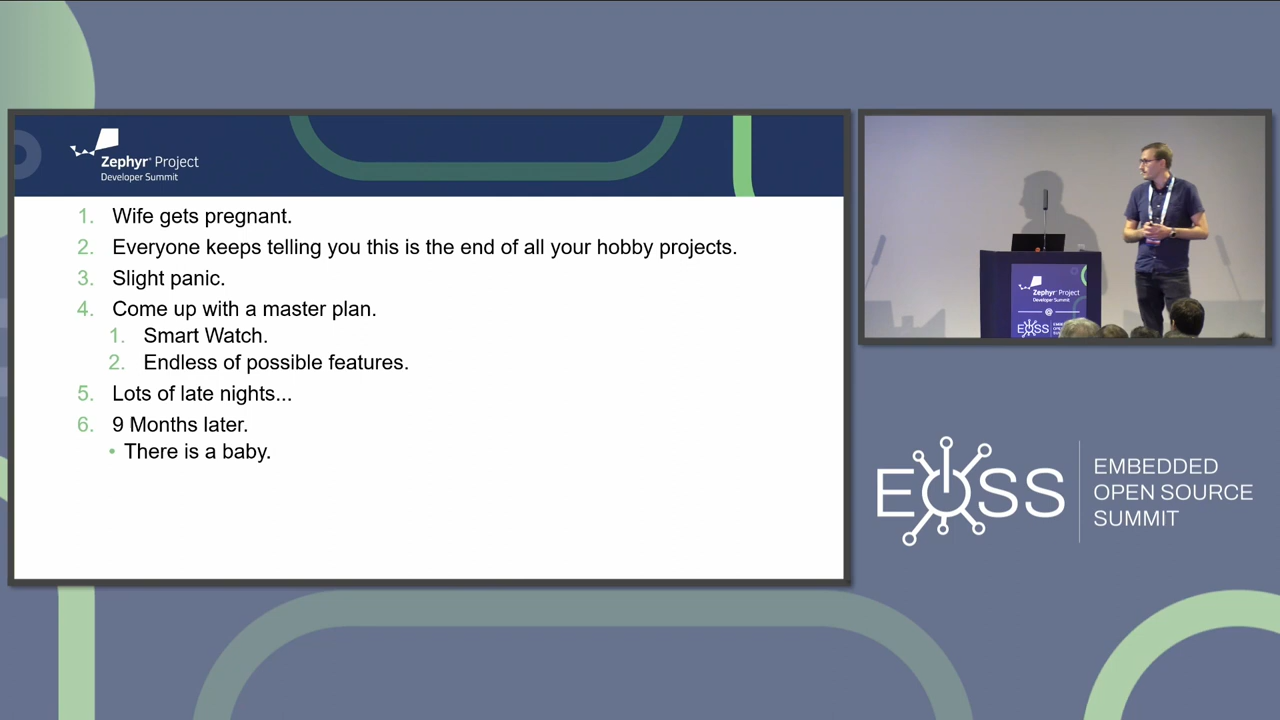 Zephyr® Project
Developer Summit
1. Wife gets pregnant.
2. Everyone keeps telling you this is the end of all your hobby projects.
3. Slight panic.
4. Come up with a master plan.
1. Smart Watch.
2. Endless of possible features.
5. Lots of late nights...
6. 9 Months later.
• There is a baby.
Zephyr® Project
Developer Summit
@
EOSS
EOSS
EMBEDDED
OPEN SOURCE
SUMMIT